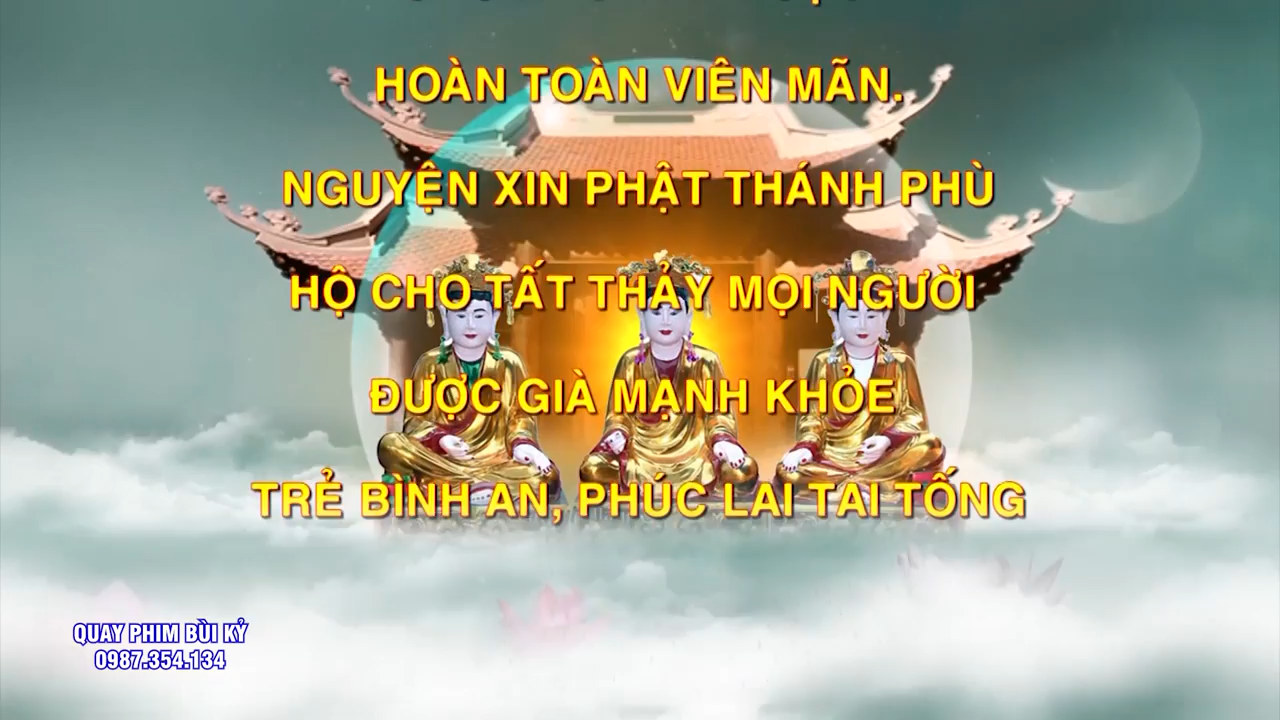 HOÀN TOÀN VIÊN MÃN.
NGUYỆN XIN PHẬT THÁNH PHÙ
HỘ CHO TẤT THẢY MỌI NGƯỜI
ĐƯỢC GIÀ MẠNH KHỎE
TRẺ BÌNH AN, PHÚC LAI TAI TỐNG
QUAY PHIM BÙI KỶ
0987.354.134